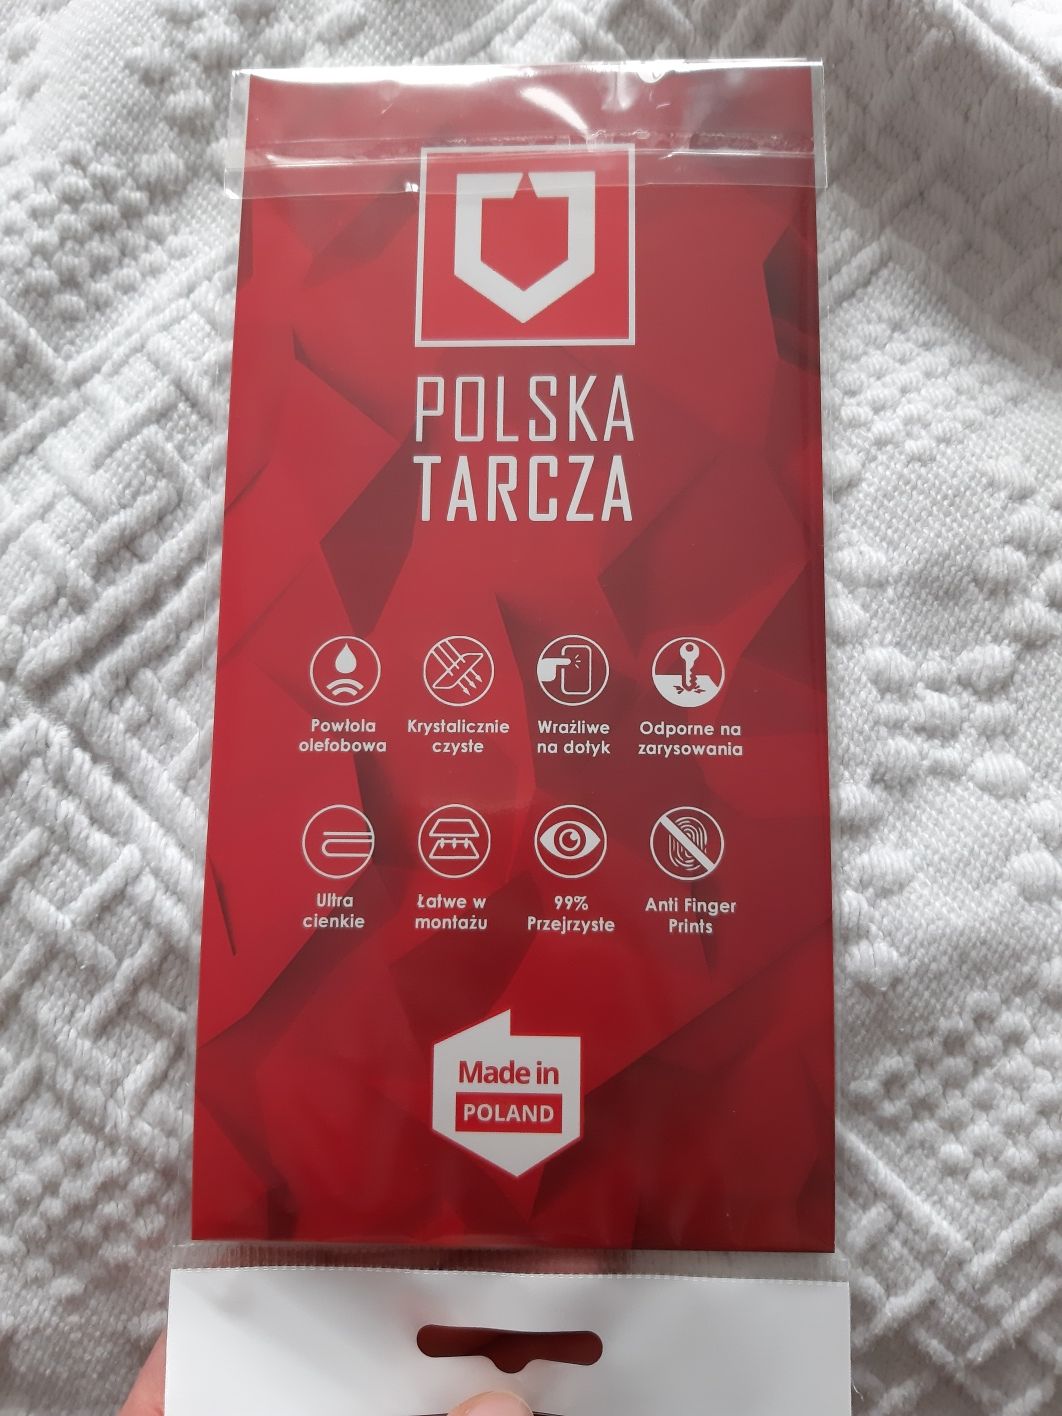 POLSKA
TARCZA
Powłola
olefobowa
Krystalicznie
czyste
Wrażliwe
na dotyk
Odporne na
zarysowania
Ultra
cienkie
Łatwe w
montażu
99%
Przejrzyste
Anti Finger
Prints
Made in
POLAND